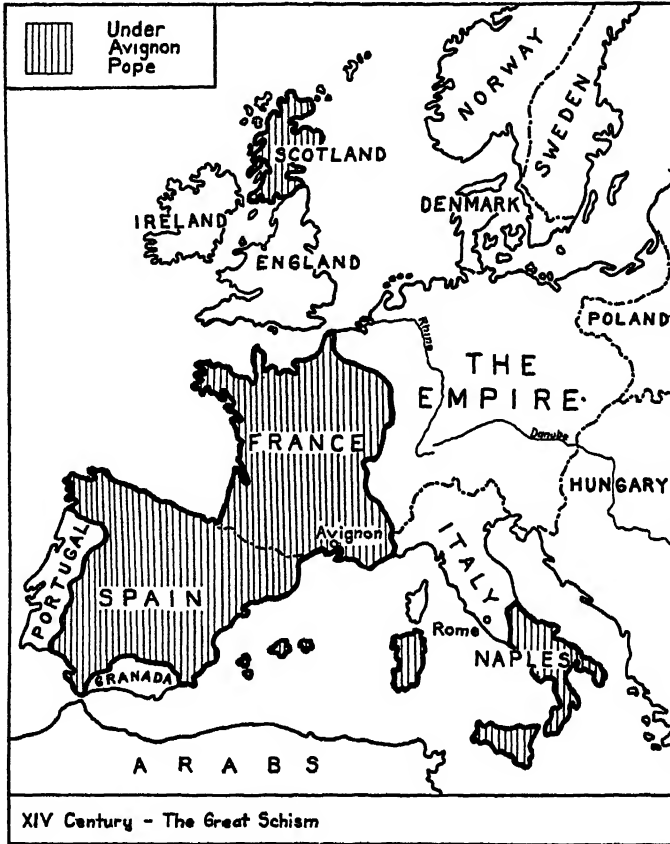 Under
Avignon
Pope
NORWAY
SWEDEN
SCOTLAND
IRELAND
DENMARK
ENGLAND
Rhine
POLAND
THE
EMPIRE
Danube
FRANCE
HUNGARY
Avignon
ITALY
PORTUGAL
SPAIN
Rome
NAPLES
GRANADA
ARABS
XIV Century - The Great Schism